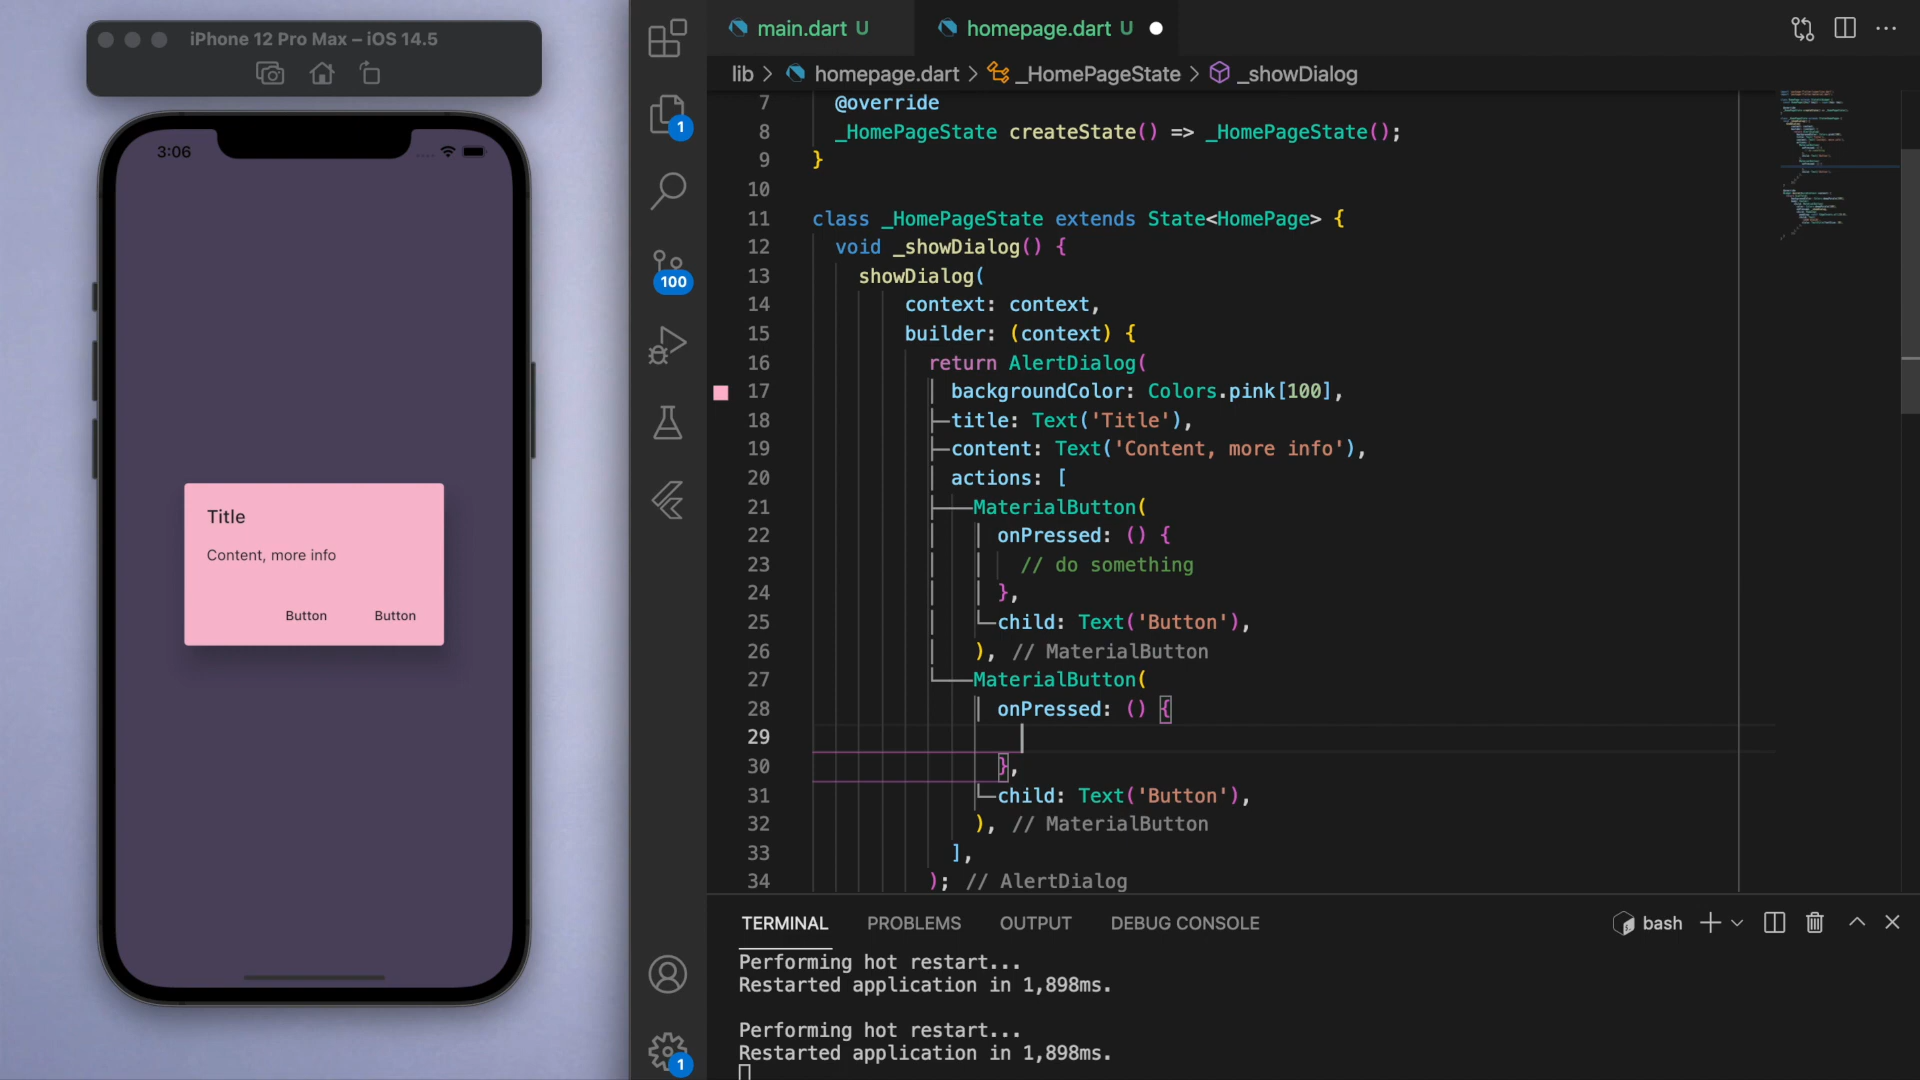 iPhone 12 Pro Max – iOS 14.5
3:06
Title
Content, more info
Button Button
1
100
1
main.dart U
homepage.dart U
lib > homepage.dart > _HomePageState > _showDialog
7 @override
8 _HomePageState createState() => _HomePageState();
9 }
10
11 class _HomePageState extends State<HomePage> {
12 void _showDialog() {
13 showDialog(
14 context: context,
15 builder: (context) {
16 return AlertDialog(
17 backgroundColor: Colors.pink[100],
18 title: Text('Title'),
19 content: Text('Content, more info'),
20 actions: [
21 MaterialButton(
22 onPressed: () {
23 // do something
24 },
25 child: Text('Button'),
26 ), // MaterialButton
27 MaterialButton(
28 onPressed: () {
29
30 },
31 child: Text('Button'),
32 ), // MaterialButton
33 ],
34 ); // AlertDialog
TERMINAL PROBLEMS OUTPUT DEBUG CONSOLE
bash
Performing hot restart...
Restarted application in 1,898ms.
Performing hot restart...
Restarted application in 1,898ms.